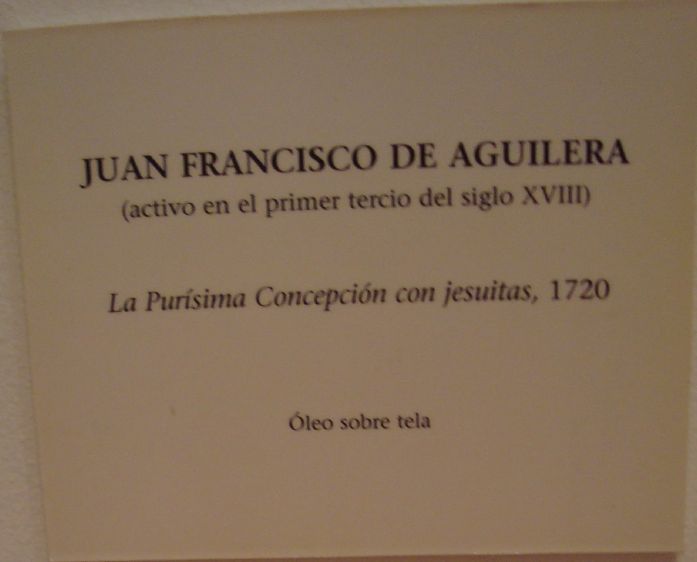 JUAN FRANCISCO DE AGUILERA
(activo en el primer tercio del siglo XVIII)
La Purísima Concepción con jesuitas, 1720
Óleo sobre tela